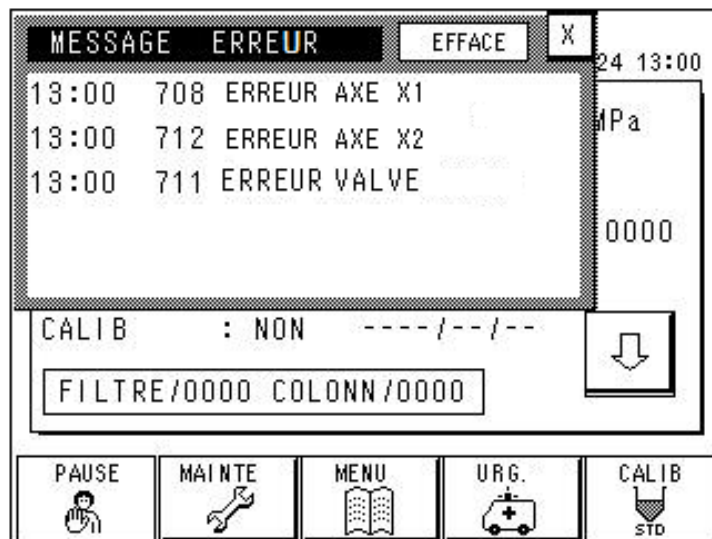 MESSAGE ERREUR EFFACE X
24 13:00
13:00 708 ERREUR AXE X1
MPa
13:00 712 ERREUR AXE X2
13:00 711 ERREUR VALVE
0000
CALIB : NON ----/--/--
FILTRE/0000 COLONN/0000
PAUSE MAINTE MENU URG. CALIB
STD